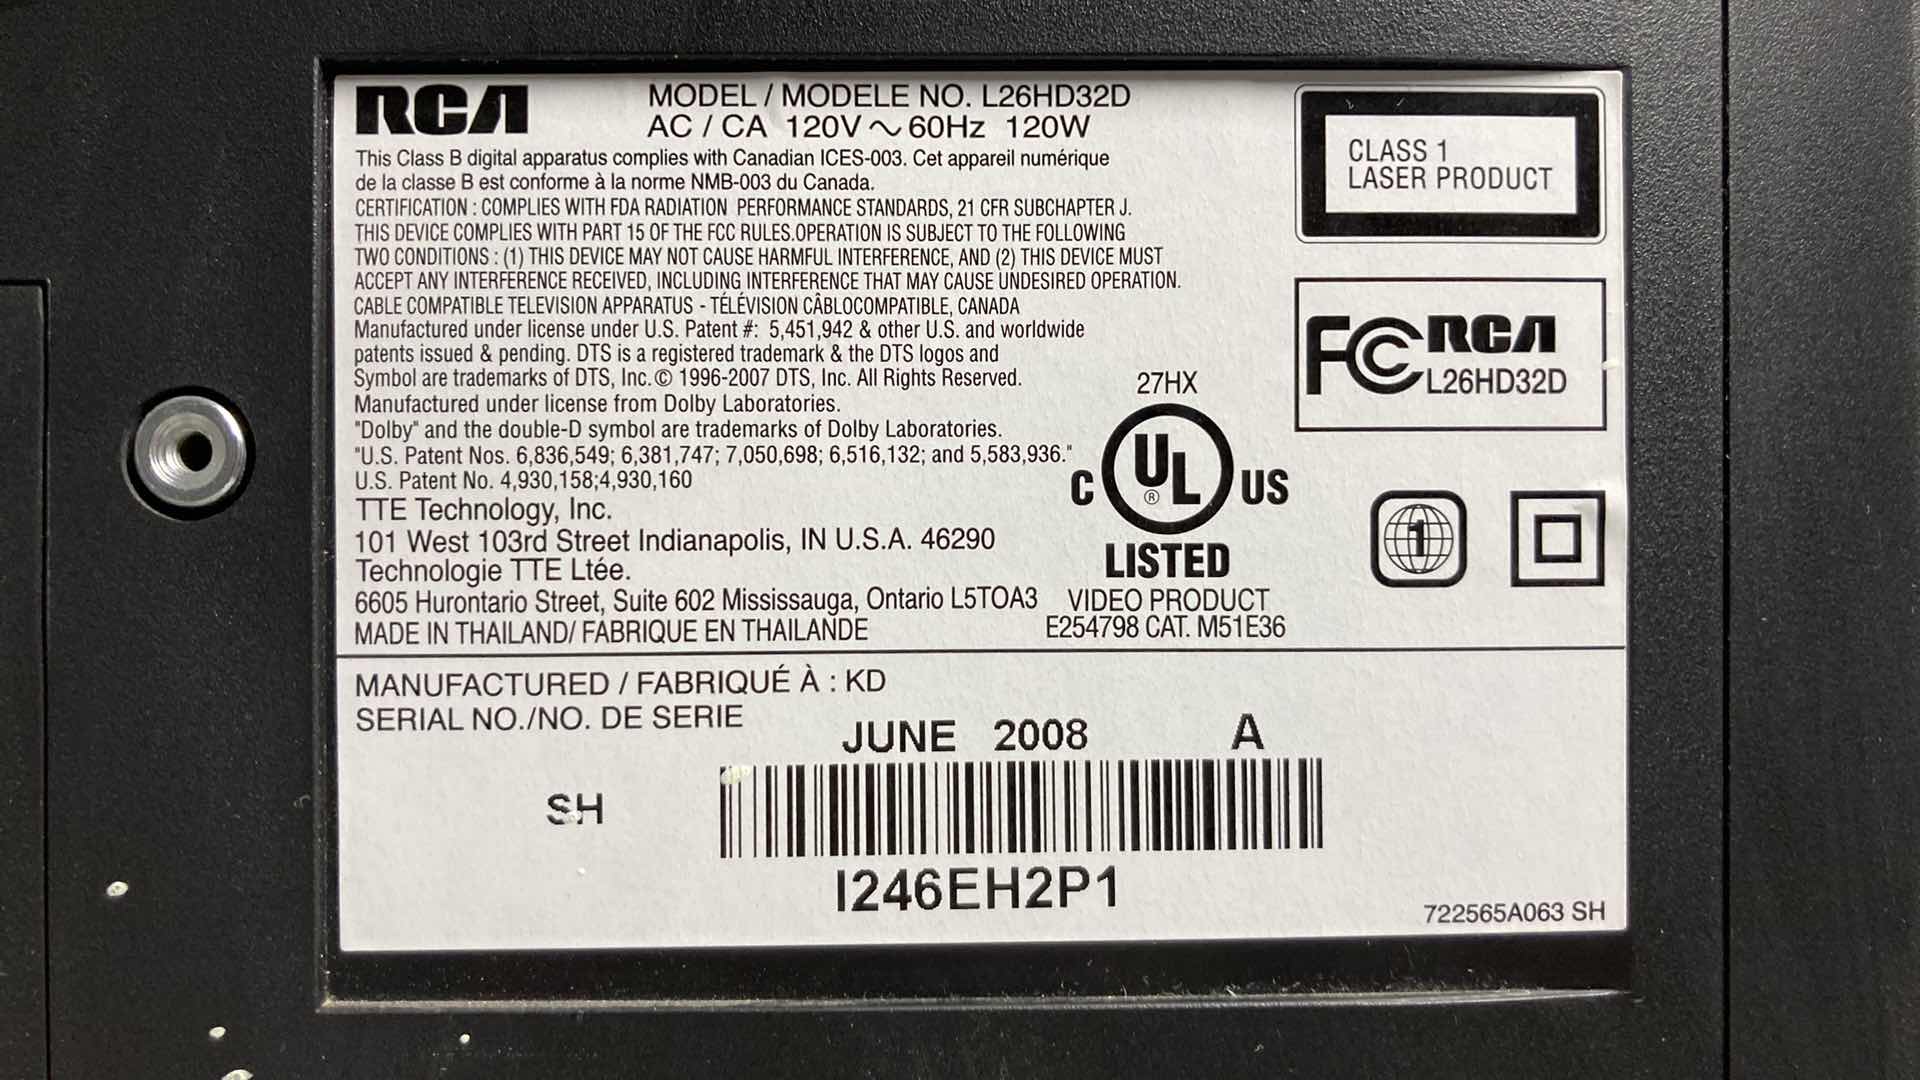 RCA
MODEL / MODELE NO. L26HD32D
AC / CA 120V ~ 60Hz 120W
This Class B digital apparatus complies with Canadian ICES-003. Cet appareil numérique
de la classe B est conforme à la norme NMB-003 du Canada.
CERTIFICATION : COMPLIES WITH FDA RADIATION PERFORMANCE STANDARDS, 21 CFR SUBCHAPTER J.
THIS DEVICE COMPLIES WITH PART 15 OF THE FCC RULES.OPERATION IS SUBJECT TO THE FOLLOWING
TWO CONDITIONS : (1) THIS DEVICE MAY NOT CAUSE HARMFUL INTERFERENCE, AND (2) THIS DEVICE MUST
ACCEPT ANY INTERFERENCE RECEIVED, INCLUDING INTERFERENCE THAT MAY CAUSE UNDESIRED OPERATION.
CABLE COMPATIBLE TELEVISION APPARATUS - TÉLÉVISION CÂBLOCOMPATIBLE, CANADA
Manufactured under license under U.S. Patent #: 5,451,942 & other U.S. and worldwide
patents issued & pending. DTS is a registered trademark & the DTS logos and
Symbol are trademarks of DTS, Inc.© 1996-2007 DTS, Inc. All Rights Reserved.
Manufactured under license from Dolby Laboratories.
"Dolby" and the double-D symbol are trademarks of Dolby Laboratories.
"U.S. Patent Nos. 6,836,549; 6,381,747; 7,050,698; 6,516,132; and 5,583,936."
U.S. Patent No. 4,930,158;4,930,160
TTE Technology, Inc.
101 West 103rd Street Indianapolis, IN U.S.A. 46290
Technologie TTE Ltée.
6605 Hurontario Street, Suite 602 Mississauga, Ontario L5TOA3
MADE IN THAILAND/ FABRIQUE EN THAILANDE
CLASS 1
LASER PRODUCT
FC RCA
L26HD32D
27HX
C UL® US
LISTED
VIDEO PRODUCT
E254798 CAT. M51E36
1
MANUFACTURED / FABRIQUÉ À : KD
SERIAL NO./NO. DE SERIE
JUNE 2008 A
SH
I246EH2P1
722565A063 SH